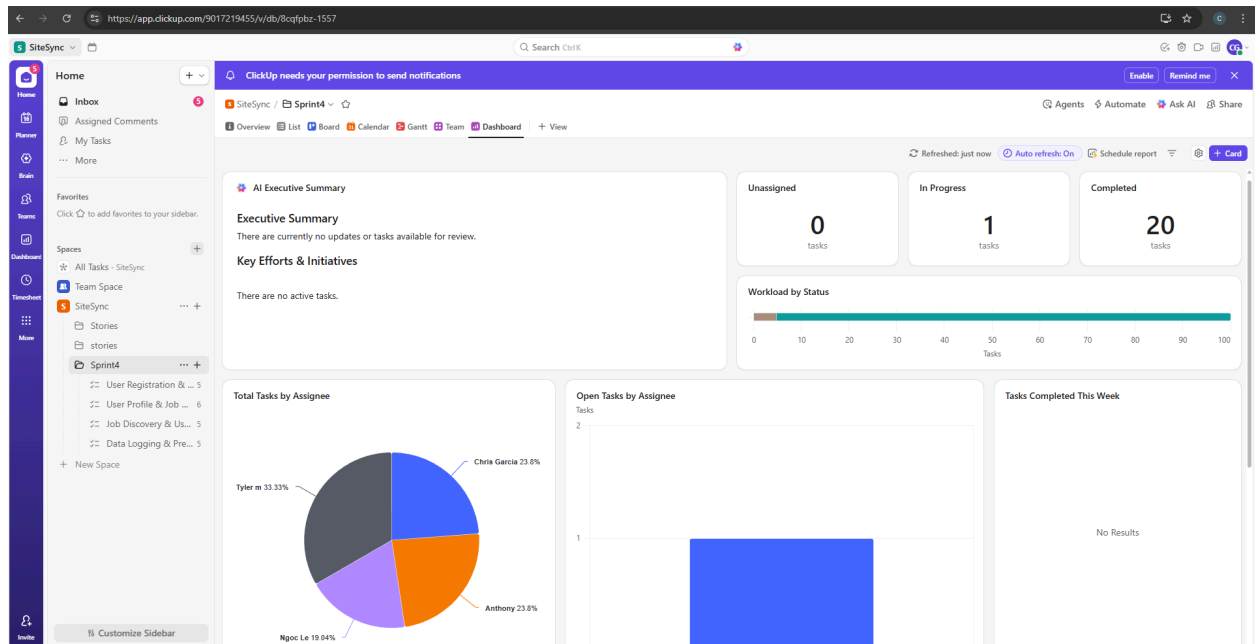 https://app.clickup.com/9017219455/v/db/8cqfpbz-1557
C
S SiteSync
Search Ctrl K
CG
5
Home
Planner
Brain
Teams
Dashboard
Timesheet
More
Invite
Home
+
Inbox 5
Assigned Comments
My Tasks
More
Favorites
Click ☆ to add favorites to your sidebar.
Spaces +
All Tasks - SiteSync
Team Space
S SiteSync ... +
Stories
stories
Sprint4 ... +
User Registration & ... 5
User Profile & Job ... 6
Job Discovery & Us... 5
Data Logging & Pre... 5
+ New Space
Customize Sidebar
ClickUp needs your permission to send notifications
Enable
Remind me
S SiteSync / Sprint4
Agents
Automate
Ask AI
Share
Overview
List
Board
Calendar
Gantt
Team
Dashboard
+ View
Refreshed: just now
Auto refresh: On
Schedule report
+ Card
AI Executive Summary
Executive Summary
There are currently no updates or tasks available for review.
Key Efforts & Initiatives
There are no active tasks.
Unassigned
0
tasks
In Progress
1
tasks
Completed
20
tasks
Workload by Status
0 10 20 30 40 50 60 70 80 90 100
Tasks
Total Tasks by Assignee
Chris Garcia 23.8%
Tyler m 33.33%
Anthony 23.8%
Ngoc Le 19.04%
Open Tasks by Assignee
Tasks
2
1
Tasks Completed This Week
No Results